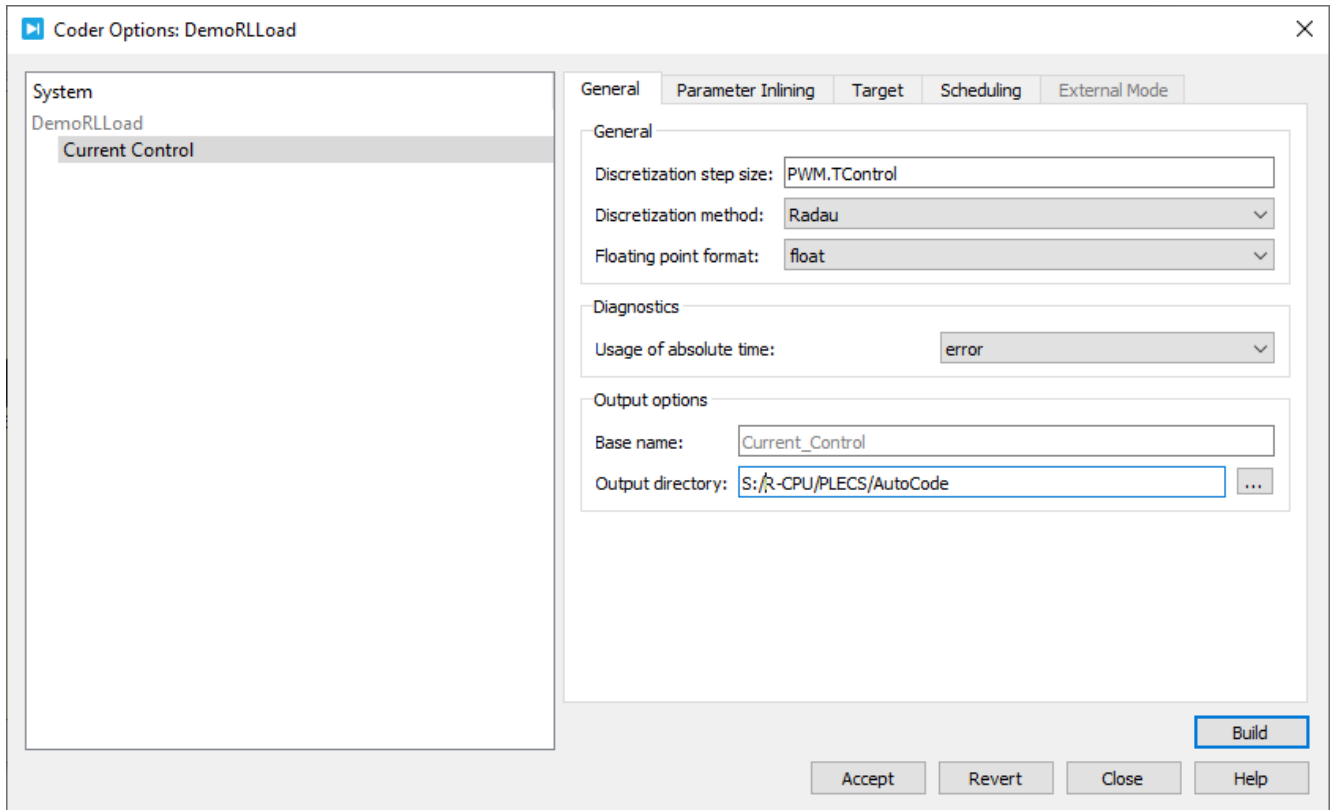 Coder Options: DemoRLLoad
System
DemoRLLoad
Current Control
General Parameter Inlining Target Scheduling External Mode
General
Discretization step size: PWM.TControl
Discretization method: Radau
Floating point format: float
Diagnostics
Usage of absolute time: error
Output options
Base name: Current_Control
Output directory: S:/R-CPU/PLECS/AutoCode ...
Build
Accept Revert Close Help